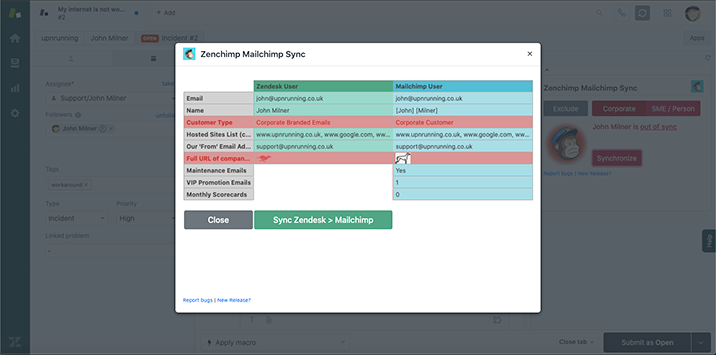 My internet is not we...
#2
+ Add
upnrunning
John Milner
Incident #2
Apps
Zenchimp Mailchimp Sync
×
Zendesk User
Mailchimp User
Email
john@upnrunning.co.uk
john@upnrunning.co.uk
Name
John Milner
[John] [Milner]
Customer Type
Corporate Branded Emails
Corporate Customer
Hosted Sites List (c...
www.upnrunning.co.uk, www.google.com, ww...
www.upnrunning.co.uk, www.google.com, ww...
Our 'From' Email Ad...
support@upnrunning.co.uk
support@upnrunning.co.uk
Full URL of compan...
Maintenance Emails
Yes
VIP Promotion Emails
1
Monthly Scorecards
0
Close
Sync Zendesk > Mailchimp
Report bugs | New Release?
Assignee*
Support/John Milner
Followers
John Milner
Tags
workaround ×
Type
Priority
Incident
High
Linked problem
-
Zenchimp Mailchimp Sync
Exclude
Corporate
SME / Person
John Milner is out of sync
Synchronize
Report bugs | New Release?
Help
Apply macro
Close tab
Submit as Open